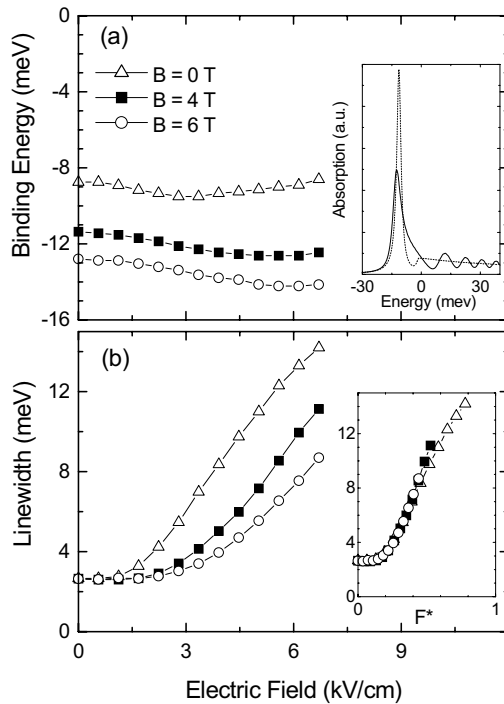 (a)
Binding Energy (meV)
0
-4
-8
-12
-16
B = 0 T
B = 4 T
B = 6 T
Absorption (a.u.)
-30
0
30
Energy (mev)
(b)
Linewidth (meV)
12
8
4
0
12
8
4
0
0
1
F*
0
3
6
9
Electric Field (kV/cm)